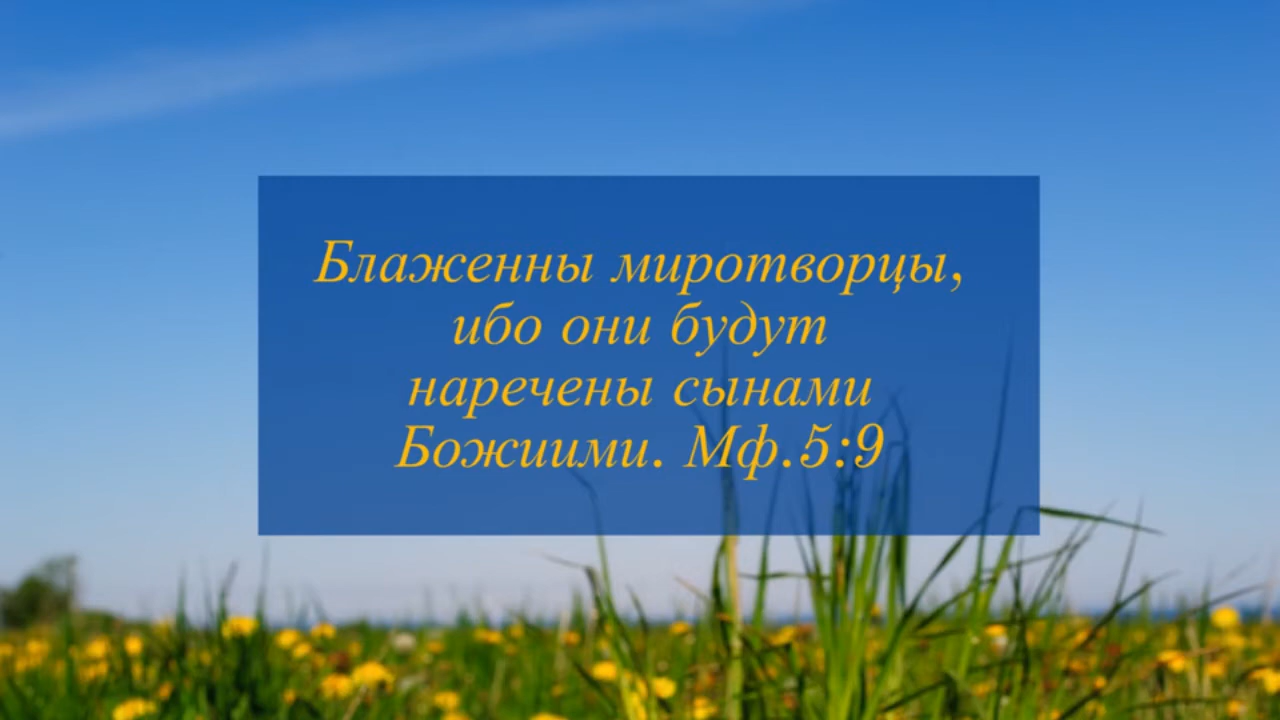 Блаженны миротворцы,
ибо они будут
наречены сынами
Божиими. Мф.5:9